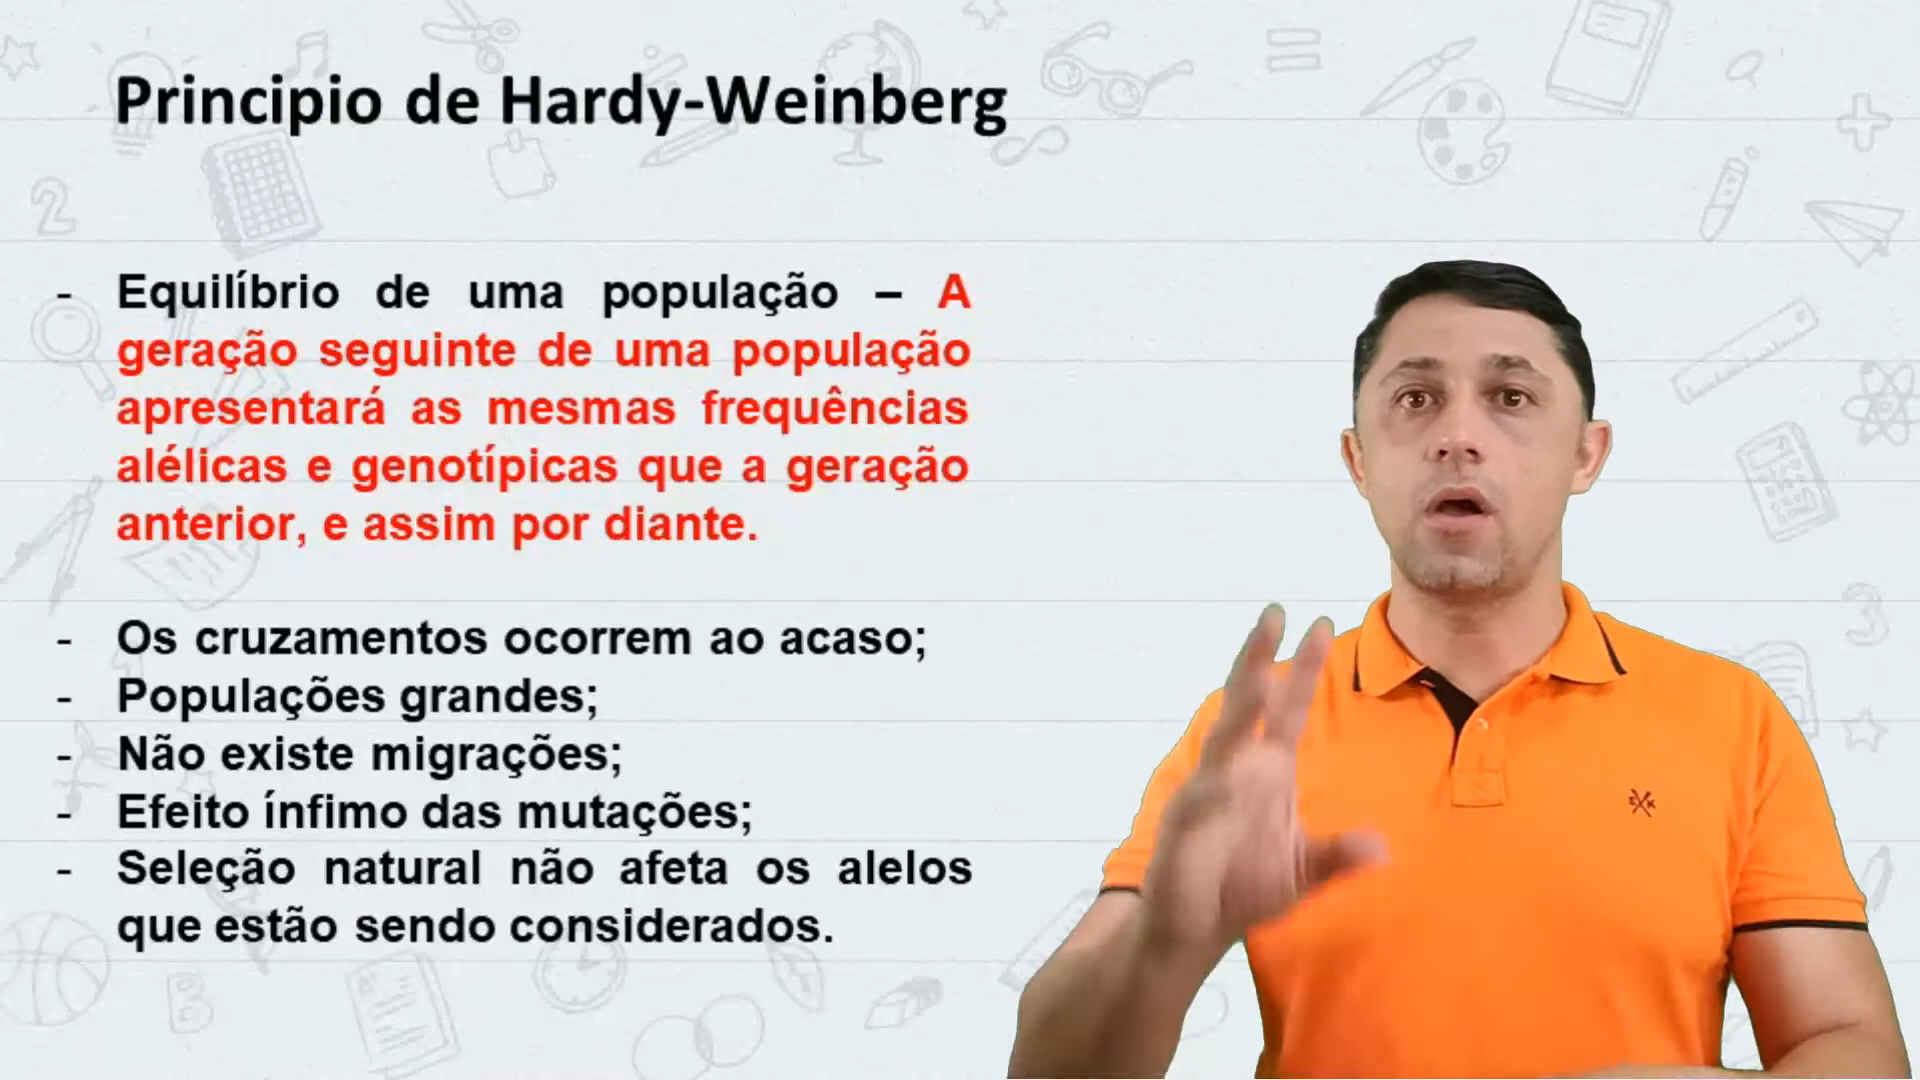 Principio de Hardy-Weinberg
- Equilíbrio de uma população – A
geração seguinte de uma população
apresentará as mesmas frequências
alélicas e genotípicas que a geração
anterior, e assim por diante.
- Os cruzamentos ocorrem ao acaso;
- Populações grandes;
- Não existe migrações;
- Efeito ínfimo das mutações;
- Seleção natural não afeta os alelos
que estão sendo considerados.